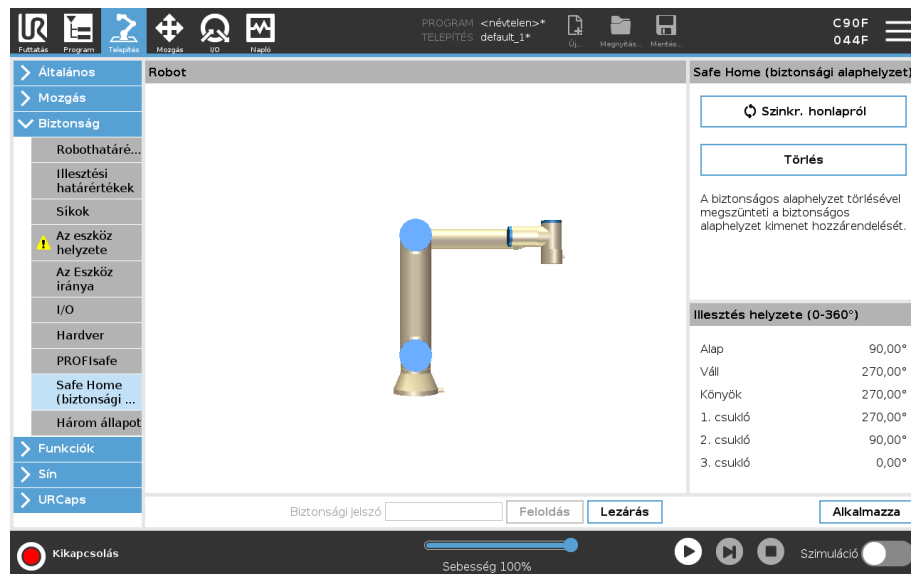 PROGRAM <névtelen>*
TELEPÍTÉS default_1*
C90F
044F
Futtatás Program Telepítés Mozgás I/O Napló Új... Megnyitás... Mentés...
Általános
Mozgás
Biztonság
Robothatáré...
Illesztési
határértékek
Síkok
Az eszköz
helyzete
Az Eszköz
iránya
I/O
Hardver
PROFIsafe
Safe Home
(biztonsági ...
Három állapot
Funkciók
Sín
URCaps
Robot
Safe Home (biztonsági alaphelyzet)
Szinkr. honlapról
Törlés
A biztonságos alaphelyzet törlésével
megszünteti a biztonságos
alaphelyzet kimenet hozzárendelését.
Illesztés helyzete (0-360°)
Alap 90,00°
Váll 270,00°
Könyök 270,00°
1. csukló 270,00°
2. csukló 90,00°
3. csukló 0,00°
Biztonsági jelszó Feloldás Lezárás Alkalmazza
Kikapcsolás
Sebesség 100%
Szimuláció